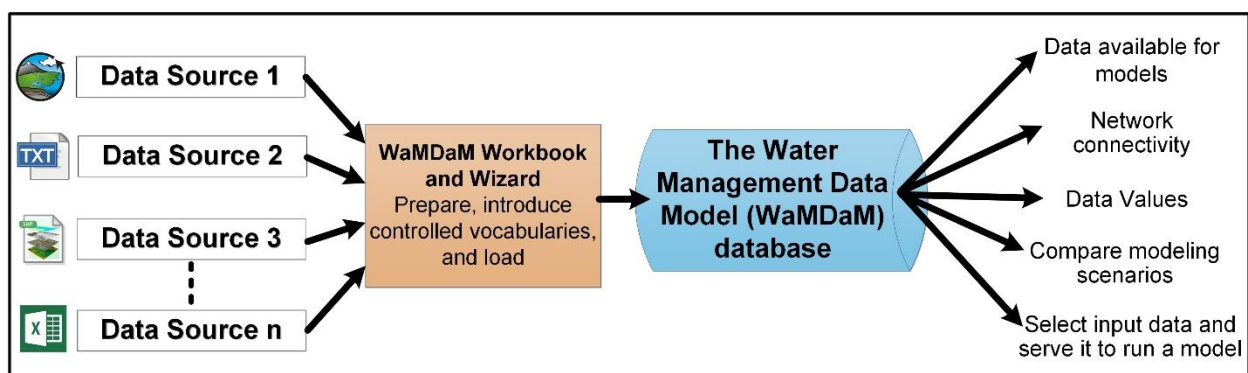 Data Source 1
TXT
Data Source 2
SHP
Data Source 3
X
Data Source n
WaMDaM Workbook
and Wizard
Prepare, introduce
controlled vocabularies,
and load
The Water
Management Data
Model (WaMDaM)
database
Data available for
models
Network
connectivity
Data Values
Compare modeling
scenarios
Select input data and
serve it to run a model